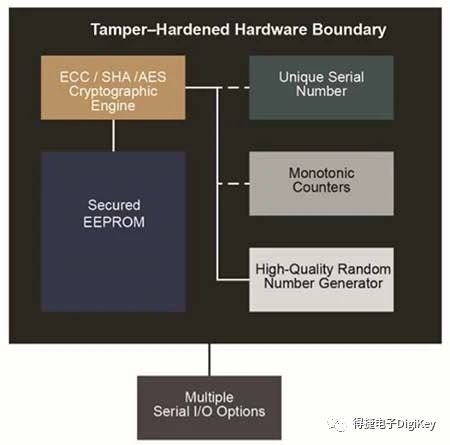 Tamper–Hardened Hardware Boundary
ECC / SHA /AES
Cryptographic
Engine
Unique Serial
Number
Secured
EEPROM
Monotonic
Counters
High-Quality Random
Number Generator
Multiple
Serial I/O Options
得捷电子DigiKey